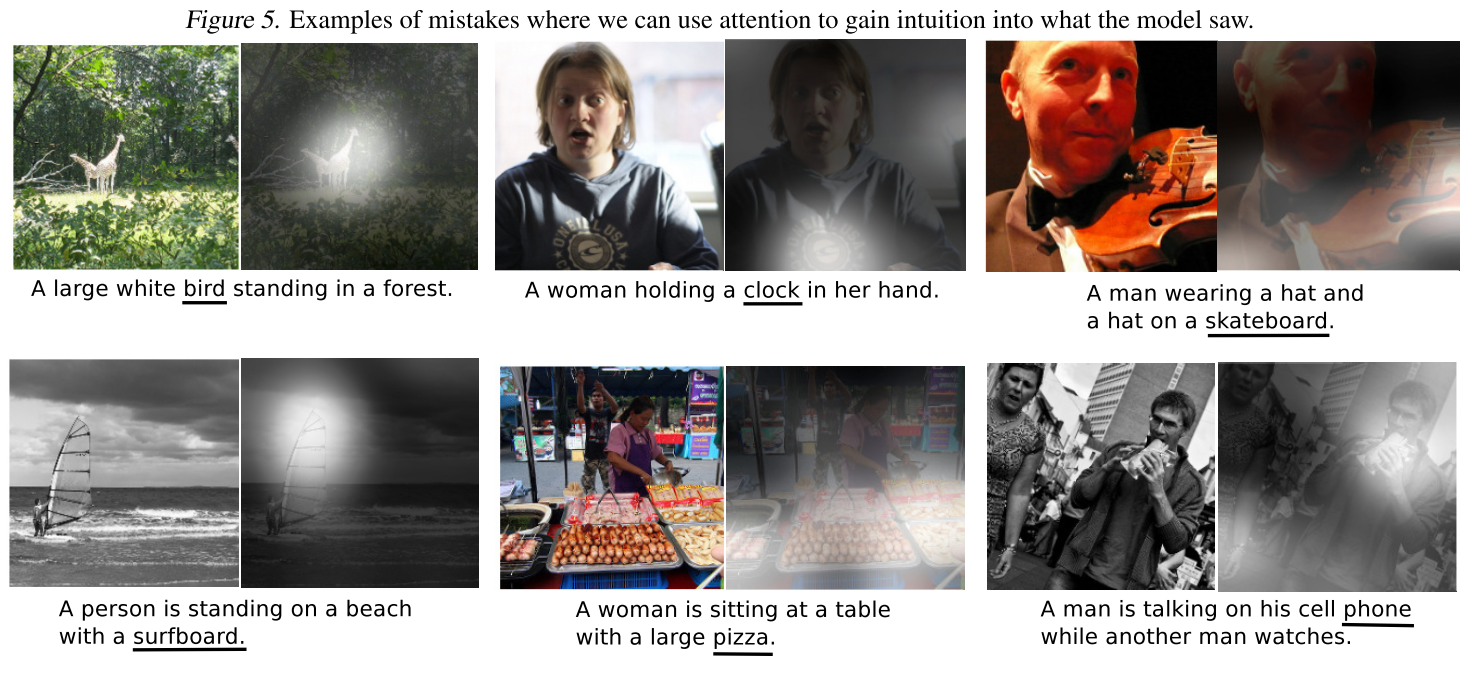 Figure 5. Examples of mistakes where we can use attention to gain intuition into what the model saw.
O'NEILL USA
A large white bird standing in a forest.
A woman holding a clock in her hand.
A man wearing a hat and
a hat on a skateboard.
A person is standing on a beach
with a surfboard.
A woman is sitting at a table
with a large pizza.
A man is talking on his cell phone
while another man watches.